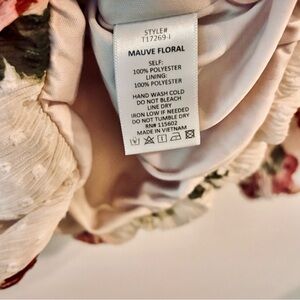 STYLE#
T17269-I
MAUVE FLORAL
SELF:
100% POLYESTER
LINING:
100% POLYESTER
HAND WASH COLD
DO NOT BLEACH
LINE DRY
IRON LOW IF NEEDED
DO NOT TUMBLE DRY
RN# 115602
MADE IN VIETNAM